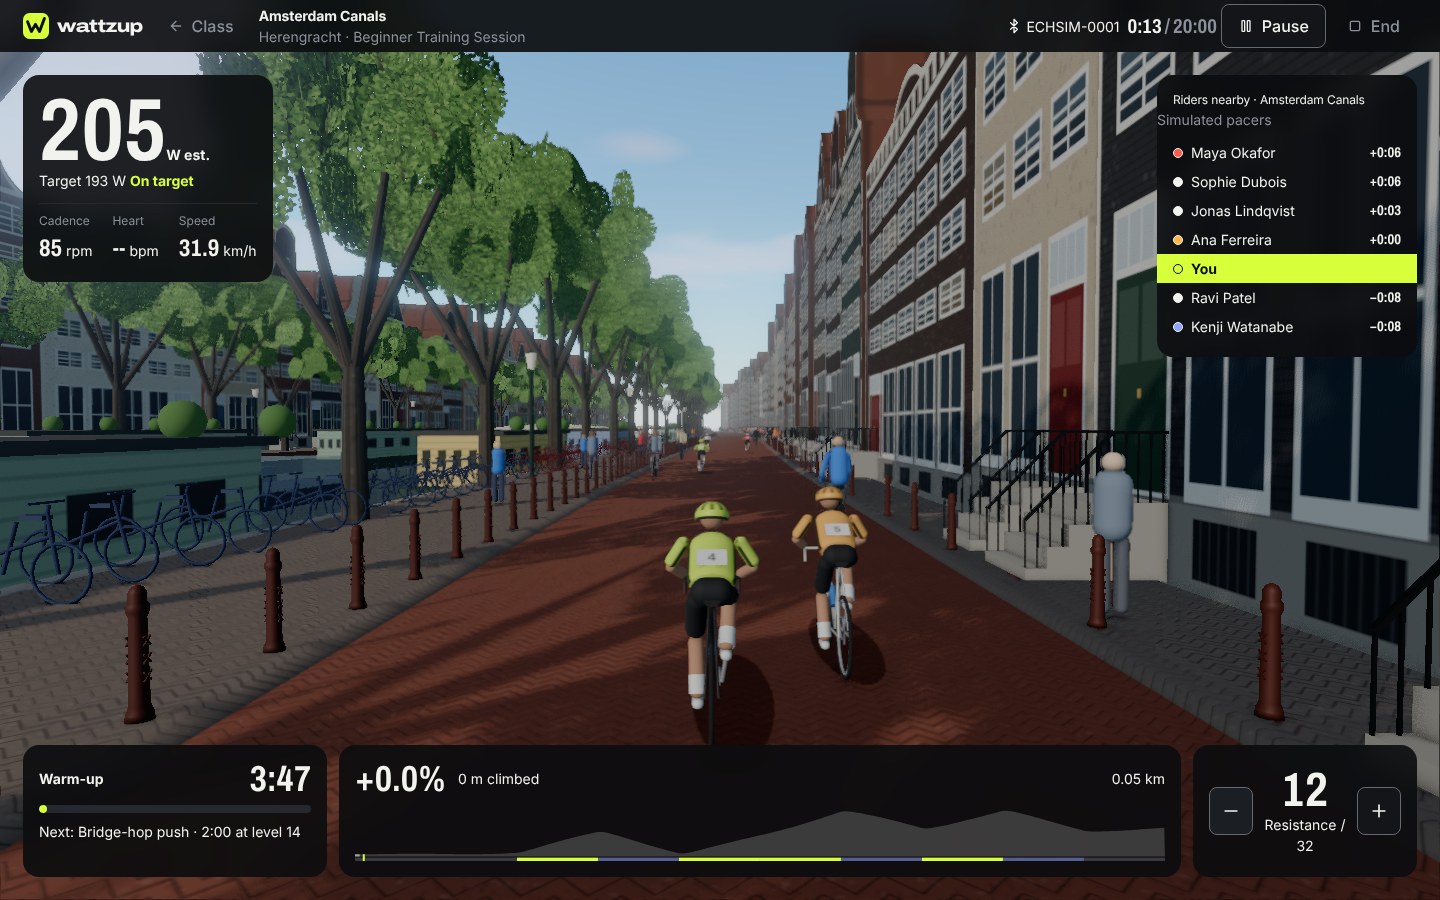 wattzup
Class
Amsterdam Canals
Herengracht · Beginner Training Session
ECHSIM-0001 0:13 / 20:00
Pause
End
205 W est.
Target 193 W On target
Cadence Heart Speed
85 rpm -- bpm 31.9 km/h
Riders nearby · Amsterdam Canals
Simulated pacers
Maya Okafor +0:06
Sophie Dubois +0:06
Jonas Lindqvist +0:03
Ana Ferreira +0:00
You
Ravi Patel −0:08
Kenji Watanabe −0:08
4
5
Warm-up 3:47
Next: Bridge-hop push · 2:00 at level 14
+0.0% 0 m climbed 0.05 km
− 12 +
Resistance /
32